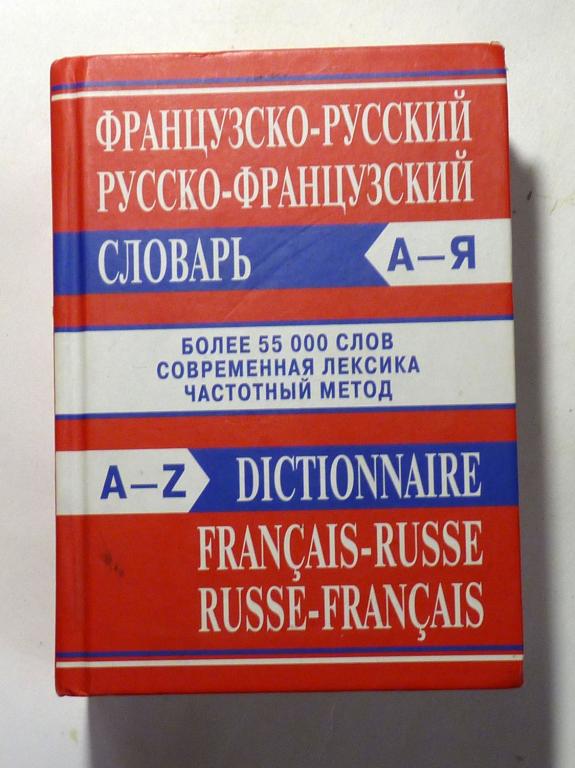 ФРАНЦУЗСКО-РУССКИЙ
РУССКО-ФРАНЦУЗСКИЙ
СЛОВАРЬ
А—Я
БОЛЕЕ 55 000 СЛОВ
СОВРЕМЕННАЯ ЛЕКСИКА
ЧАСТОТНЫЙ МЕТОД
A—Z
DICTIONNAIRE
FRANÇAIS-RUSSE
RUSSE-FRANÇAIS